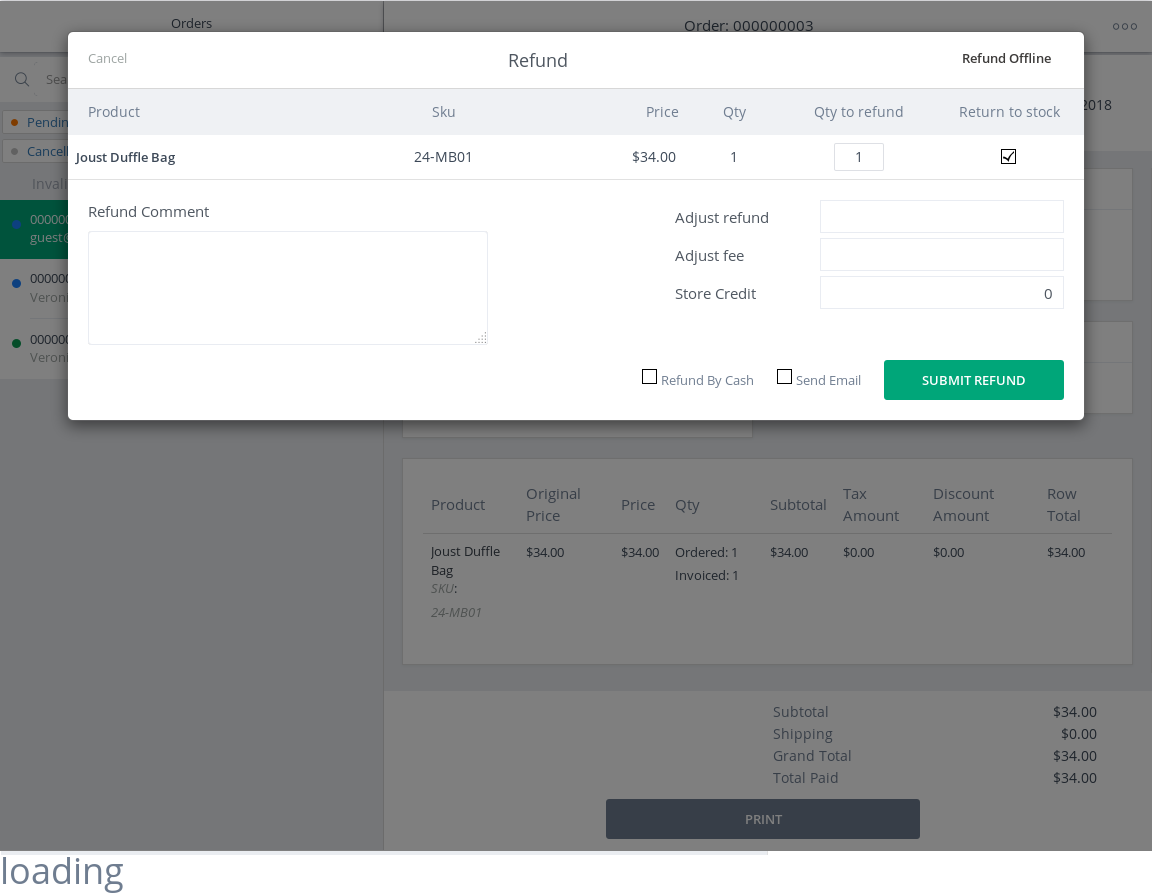 Orders
Order: 000000003
Cancel
Refund
Refund Offline
Sea
2018
Product Sku Price Qty Qty to refund Return to stock
Pendin
Cancell
Joust Duffle Bag 24-MB01 $34.00 1 1
Invali
00000
guest
Refund Comment
Adjust refund
Adjust fee
00000
Veroni
Store Credit 0
00000
Veroni
Refund By Cash Send Email SUBMIT REFUND
Product Original Price Price Qty Subtotal Tax Amount Discount Amount Row Total
Joust Duffle $34.00 $34.00 Ordered: 1 $34.00 $0.00 $0.00 $34.00
Bag Invoiced: 1
SKU:
24-MB01
Subtotal $34.00
Shipping $0.00
Grand Total $34.00
Total Paid $34.00
PRINT
loading